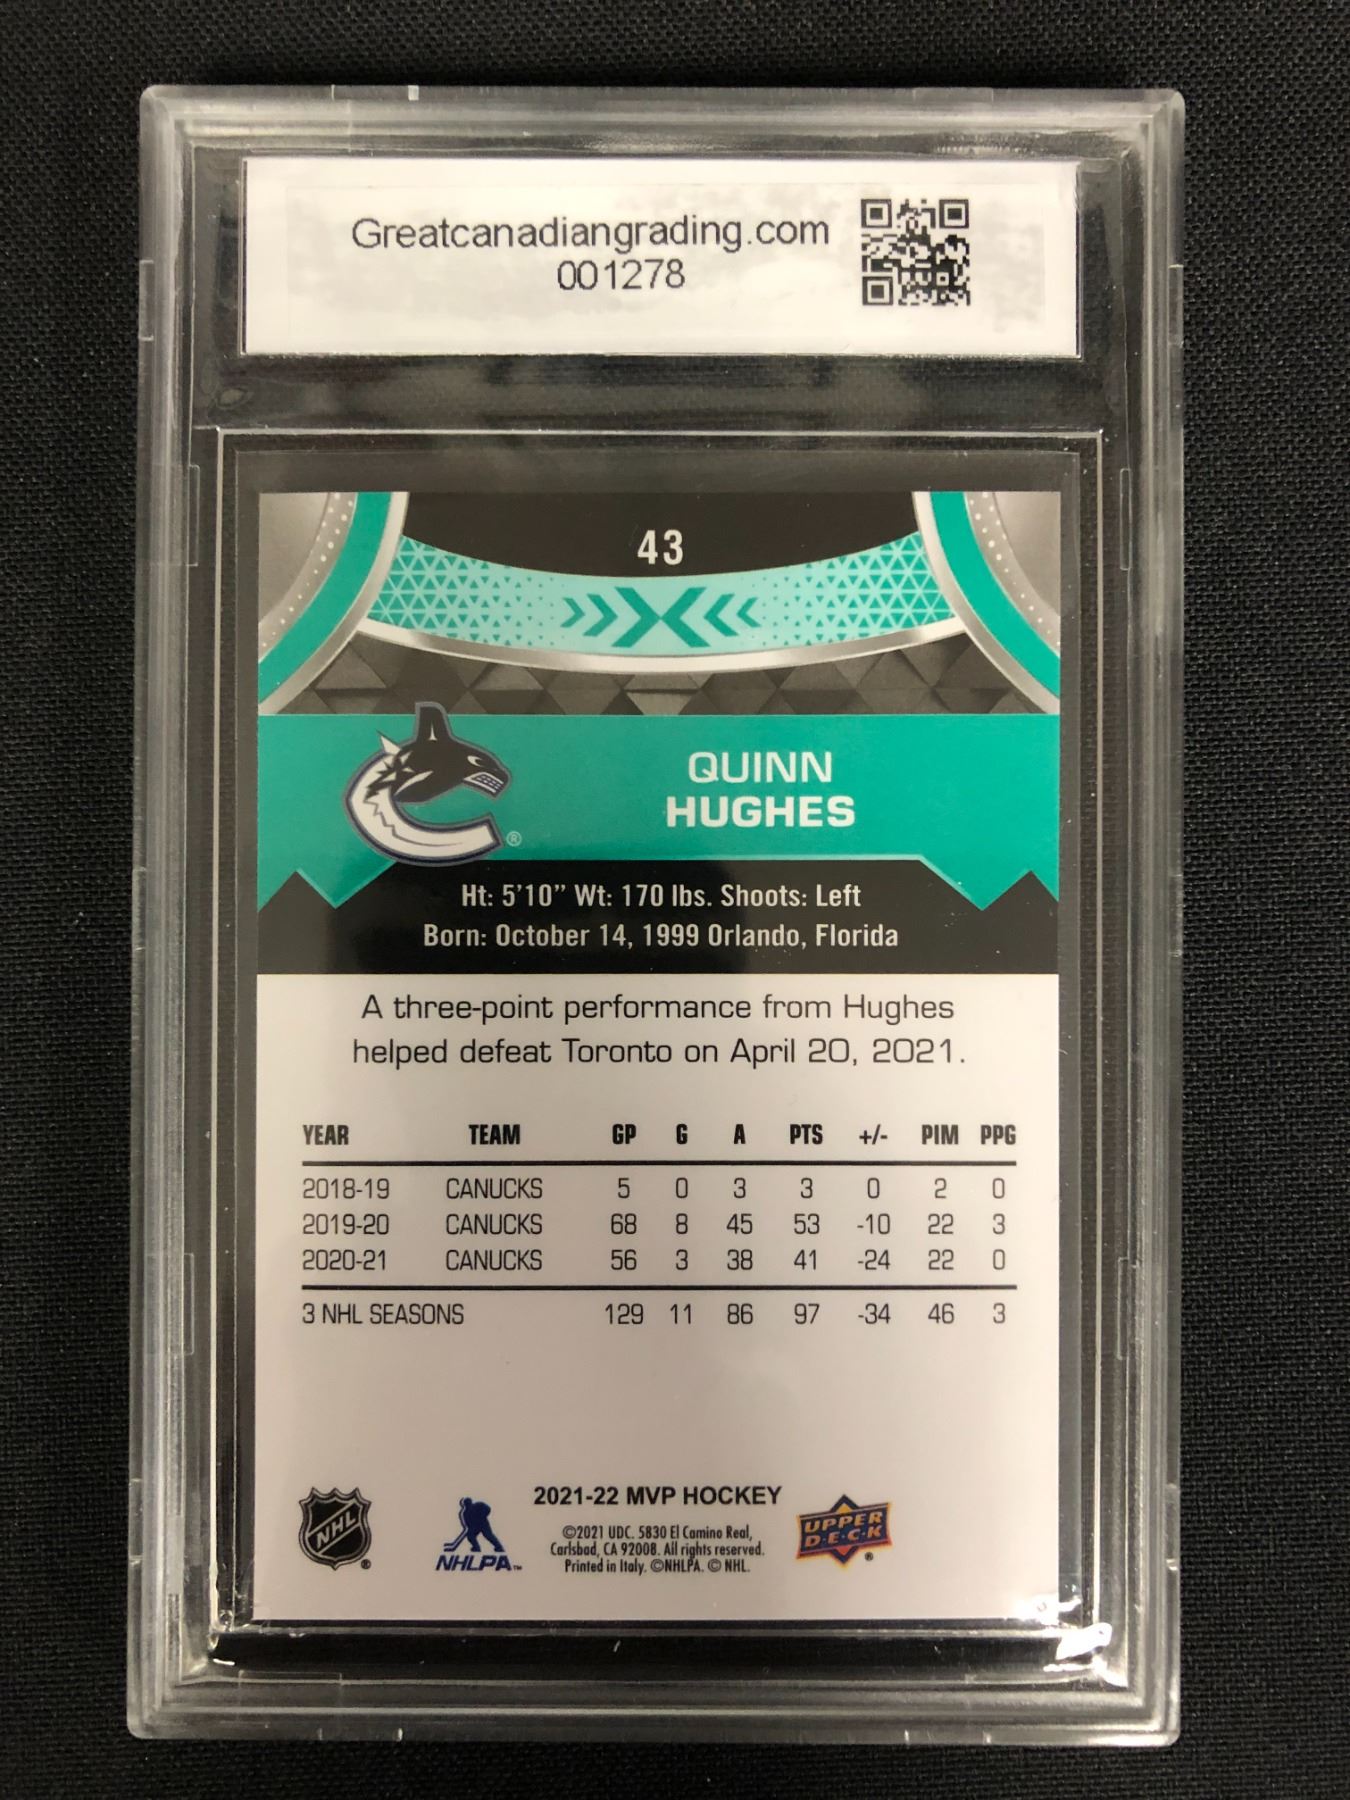 Greatcanadiangrading.com
001278
43
QUINN
HUGHES
Ht: 5'10" Wt: 170 lbs. Shoots: Left
Born: October 14, 1999 Orlando, Florida
A three-point performance from Hughes
helped defeat Toronto on April 20, 2021.
YEAR TEAM GP G A PTS +/- PIM PPG
2018-19 CANUCKS 5 0 3 3 0 2 0
2019-20 CANUCKS 68 8 45 53 -10 22 3
2020-21 CANUCKS 56 3 38 41 -24 22 0
3 NHL SEASONS 129 11 86 97 -34 46 3
2021-22 MVP HOCKEY
©2021 UDC. 5830 El Camino Real,
Carlsbad, CA 92008. All rights reserved.
Printed in Italy. ©NHLPA. © NHL.
NHL ®
NHLPA™
UPPER
D·E·C·K ®